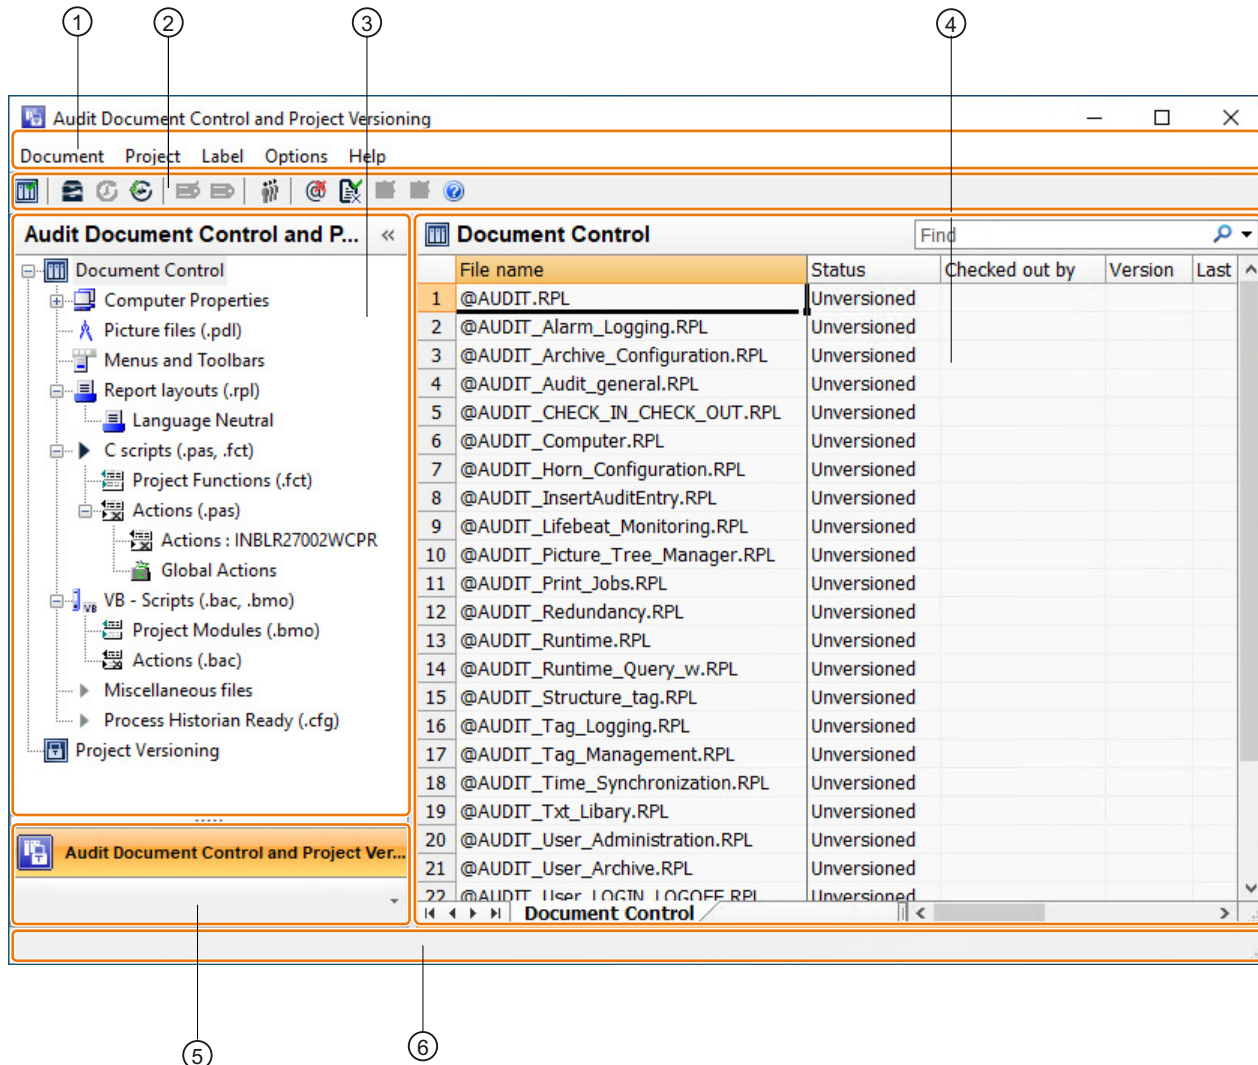 1 2 3 4
Audit Document Control and Project Versioning
Document Project Label Options Help
Audit Document Control and P... «
Document Control
Computer Properties
Picture files (.pdl)
Menus and Toolbars
Report layouts (.rpl)
Language Neutral
C scripts (.pas, .fct)
Project Functions (.fct)
Actions (.pas)
Actions : INBLR27002WCPR
Global Actions
VB - Scripts (.bac, .bmo)
Project Modules (.bmo)
Actions (.bac)
Miscellaneous files
Process Historian Ready (.cfg)
Project Versioning
Audit Document Control and Project Ver...
Document Control Find
File name Status Checked out by Version Last
1 @AUDIT.RPL Unversioned
2 @AUDIT_Alarm_Logging.RPL Unversioned
3 @AUDIT_Archive_Configuration.RPL Unversioned
4 @AUDIT_Audit_general.RPL Unversioned
5 @AUDIT_CHECK_IN_CHECK_OUT.RPL Unversioned
6 @AUDIT_Computer.RPL Unversioned
7 @AUDIT_Horn_Configuration.RPL Unversioned
8 @AUDIT_InsertAuditEntry.RPL Unversioned
9 @AUDIT_Lifebeat_Monitoring.RPL Unversioned
10 @AUDIT_Picture_Tree_Manager.RPL Unversioned
11 @AUDIT_Print_Jobs.RPL Unversioned
12 @AUDIT_Redundancy.RPL Unversioned
13 @AUDIT_Runtime.RPL Unversioned
14 @AUDIT_Runtime_Query_w.RPL Unversioned
15 @AUDIT_Structure_tag.RPL Unversioned
16 @AUDIT_Tag_Logging.RPL Unversioned
17 @AUDIT_Tag_Management.RPL Unversioned
18 @AUDIT_Time_Synchronization.RPL Unversioned
19 @AUDIT_Txt_Libary.RPL Unversioned
20 @AUDIT_User_Administration.RPL Unversioned
21 @AUDIT_User_Archive.RPL Unversioned
22 @AUDIT_User_LOGIN_LOGOFF.RPL Unversioned
Document Control
5 6